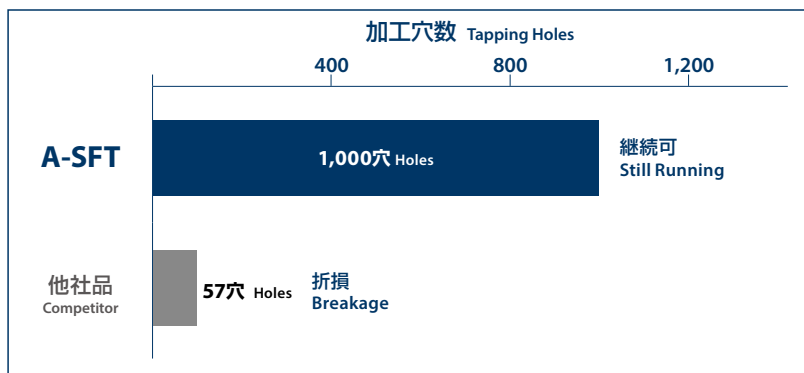 加工穴数 Tapping Holes
400 800 1,200
A-SFT
1,000穴 Holes
継続可
Still Running
他社品
Competitor
57穴 Holes
折損
Breakage